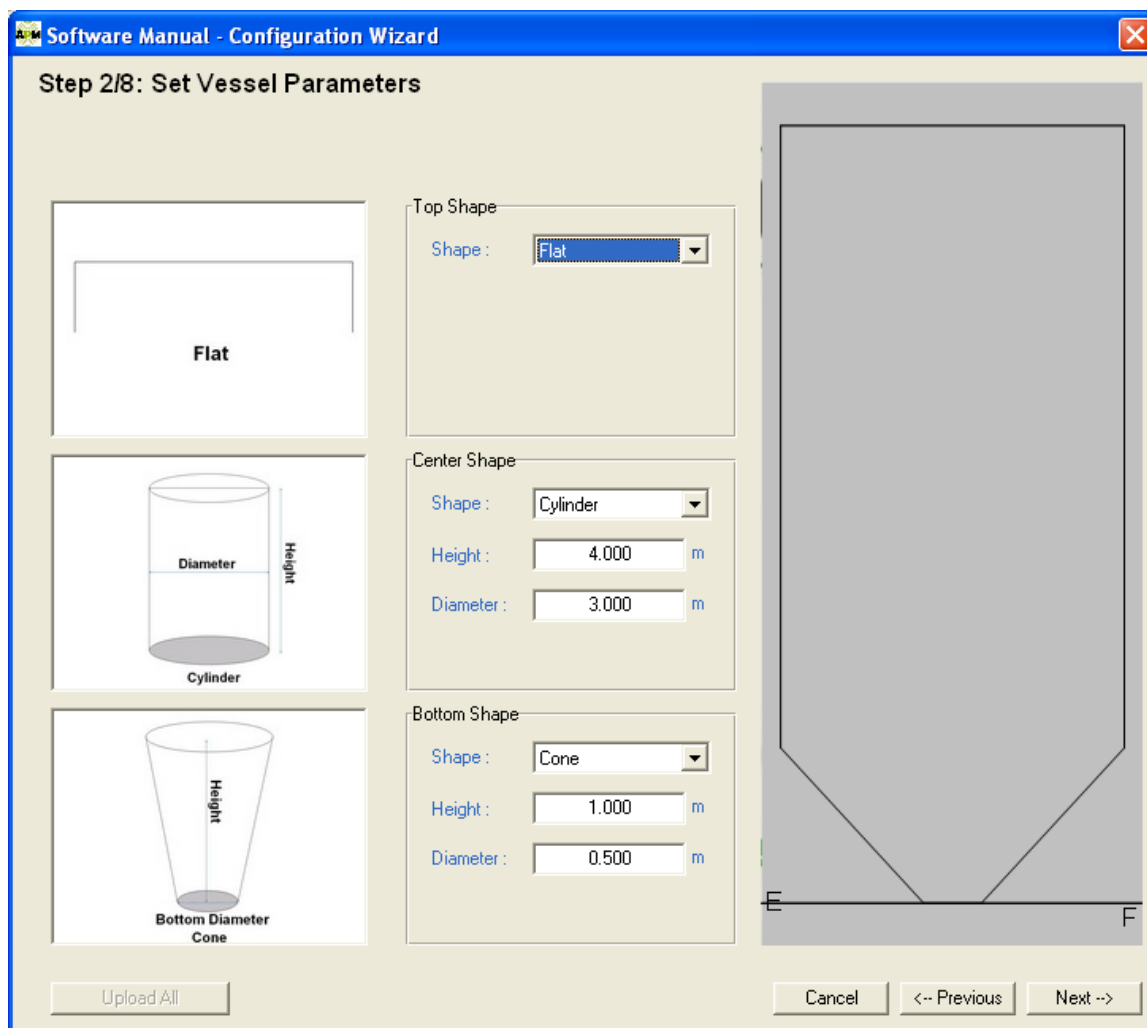 APM Software Manual - Configuration Wizard
Step 2/8: Set Vessel Parameters
Flat
Top Shape
Shape : Flat
Diameter
Height
Cylinder
Center Shape
Shape : Cylinder
Height : 4.000 m
Diameter : 3.000 m
Height
Bottom Diameter
Cone
Bottom Shape
Shape : Cone
Height : 1.000 m
Diameter : 0.500 m
E
F
Upload All
Cancel
<-- Previous
Next -->